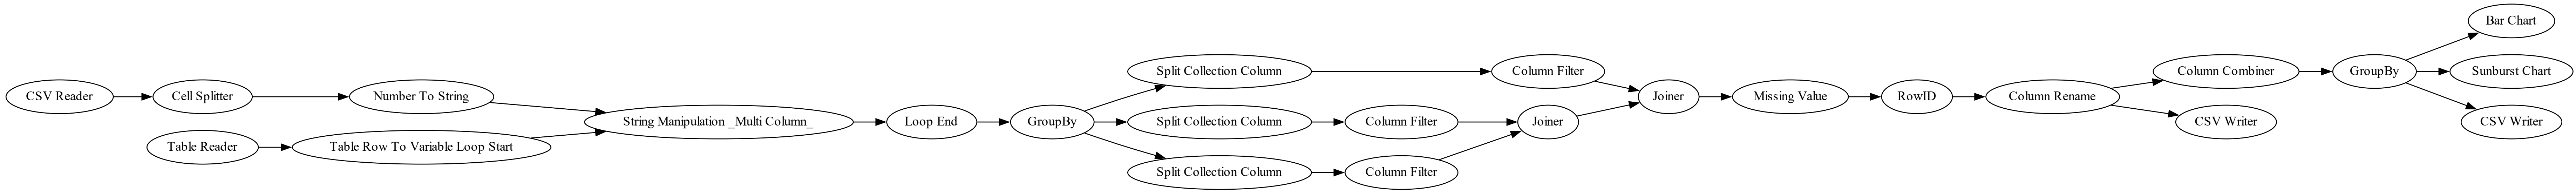 CSV Reader
Cell Splitter
Number To String
Table Reader
Table Row To Variable Loop Start
String Manipulation _Multi Column_
Loop End
GroupBy
Split Collection Column
Split Collection Column
Split Collection Column
Column Filter
Column Filter
Column Filter
Joiner
Joiner
Missing Value
RowID
Column Rename
Column Combiner
CSV Writer
GroupBy
Bar Chart
Sunburst Chart
CSV Writer